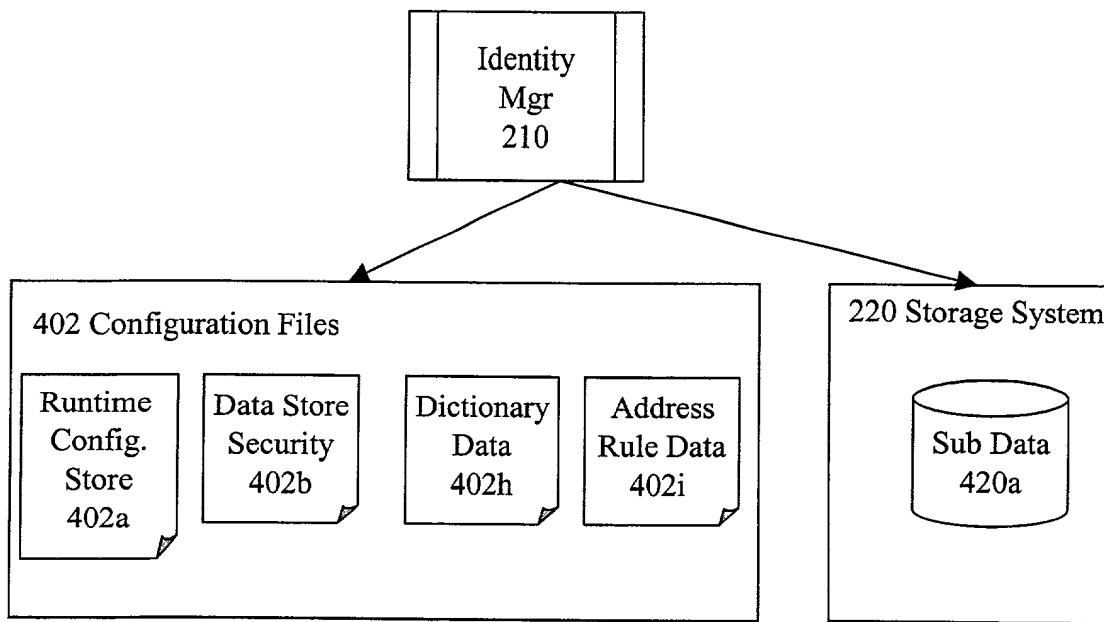 Identity
Mgr
210
402 Configuration Files
220 Storage System
Runtime
Config.
Store
402a
Data Store
Security
402b
Dictionary
Data
402h
Address
Rule Data
402i
Sub Data
420a